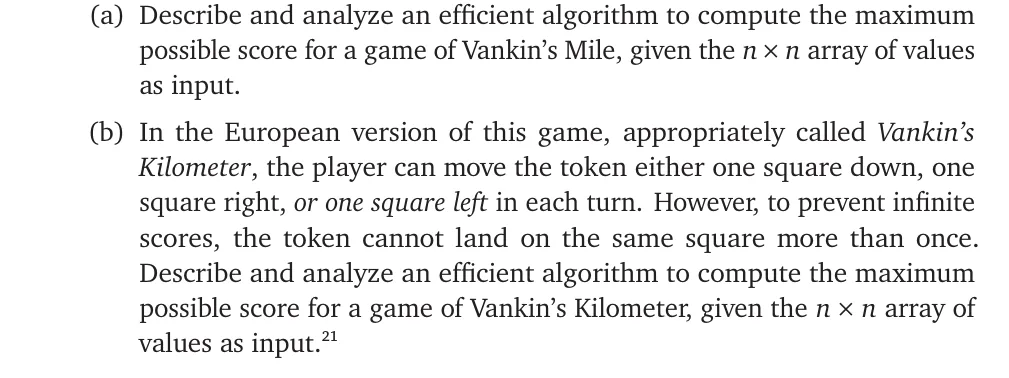 (a) Describe and analyze an efficient algorithm to compute the maximum
possible score for a game of Vankin’s Mile, given the n × n array of values
as input.
(b) In the European version of this game, appropriately called Vankin’s
Kilometer, the player can move the token either one square down, one
square right, or one square left in each turn. However, to prevent infinite
scores, the token cannot land on the same square more than once.
Describe and analyze an efficient algorithm to compute the maximum
possible score for a game of Vankin’s Kilometer, given the n × n array of
values as input.²¹